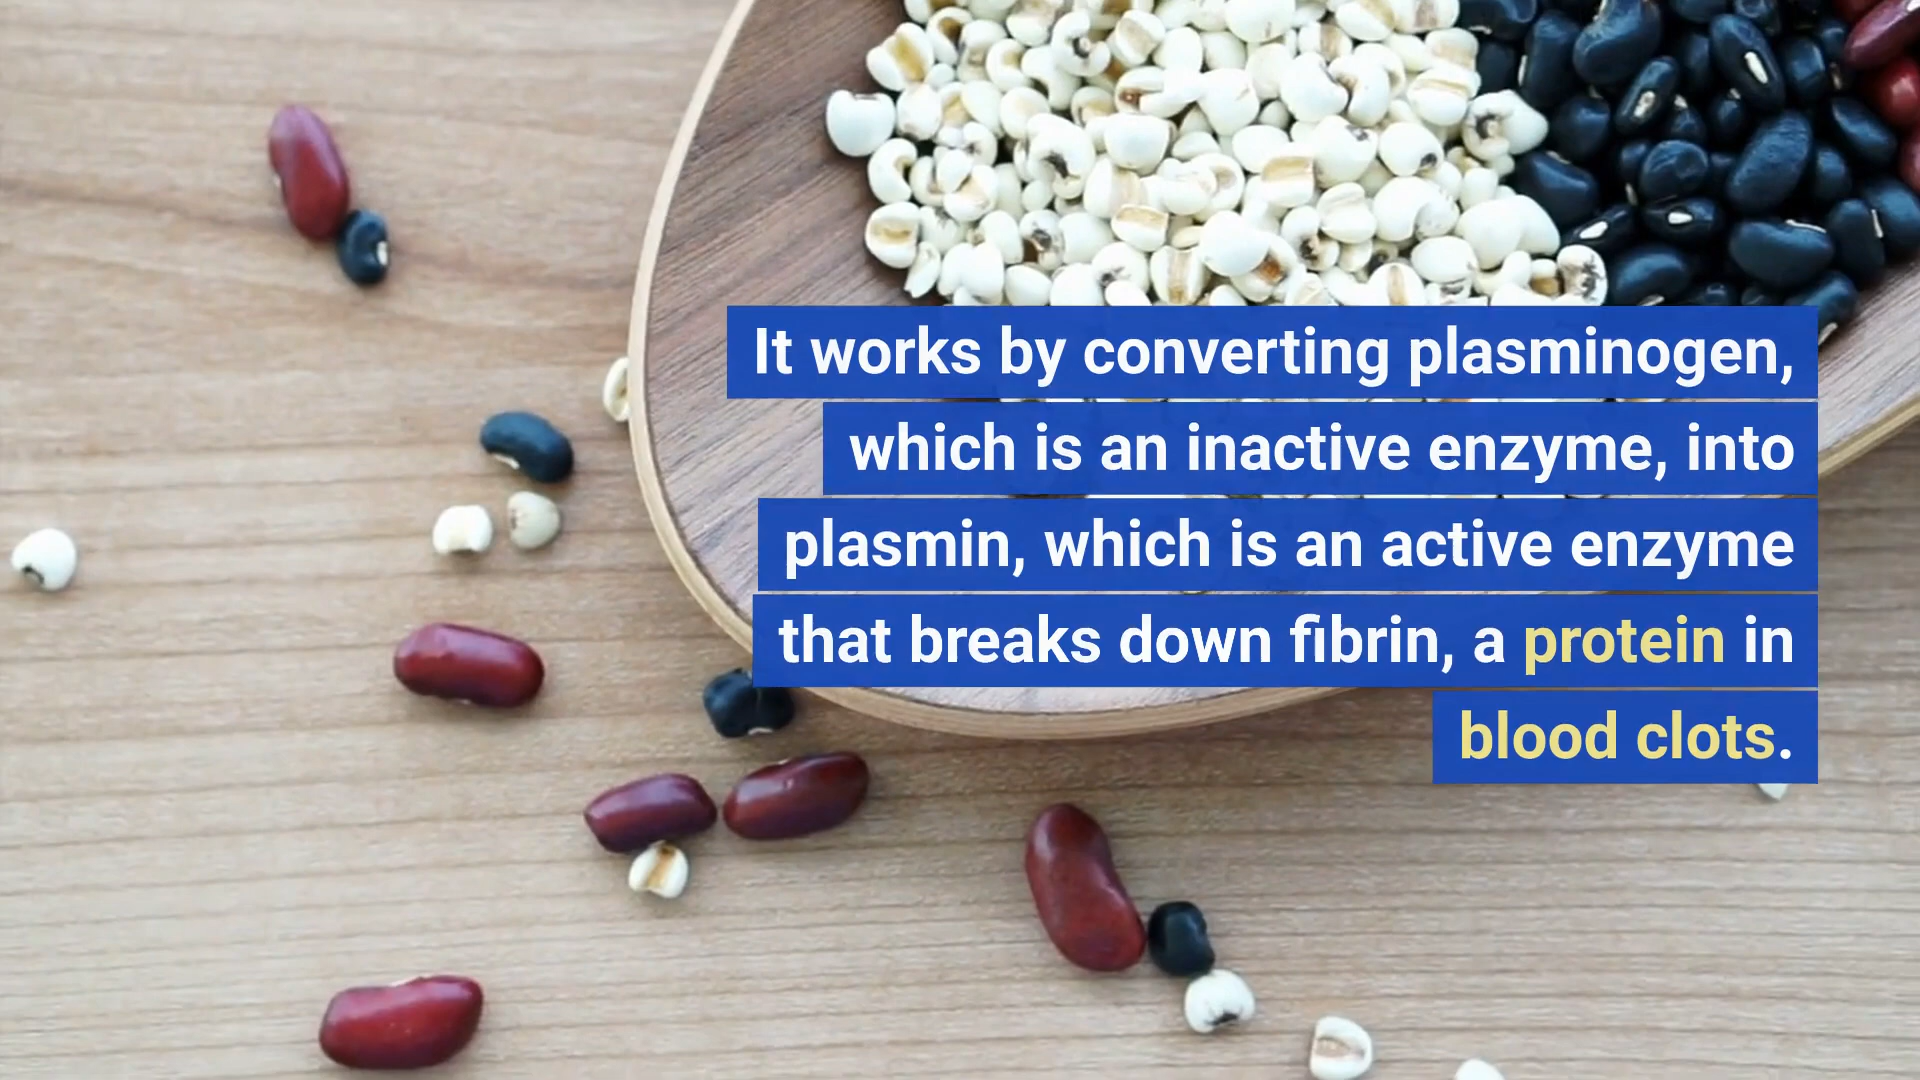 It works by converting plasminogen,
which is an inactive enzyme, into
plasmin, which is an active enzyme
that breaks down fibrin, a protein in
blood clots.